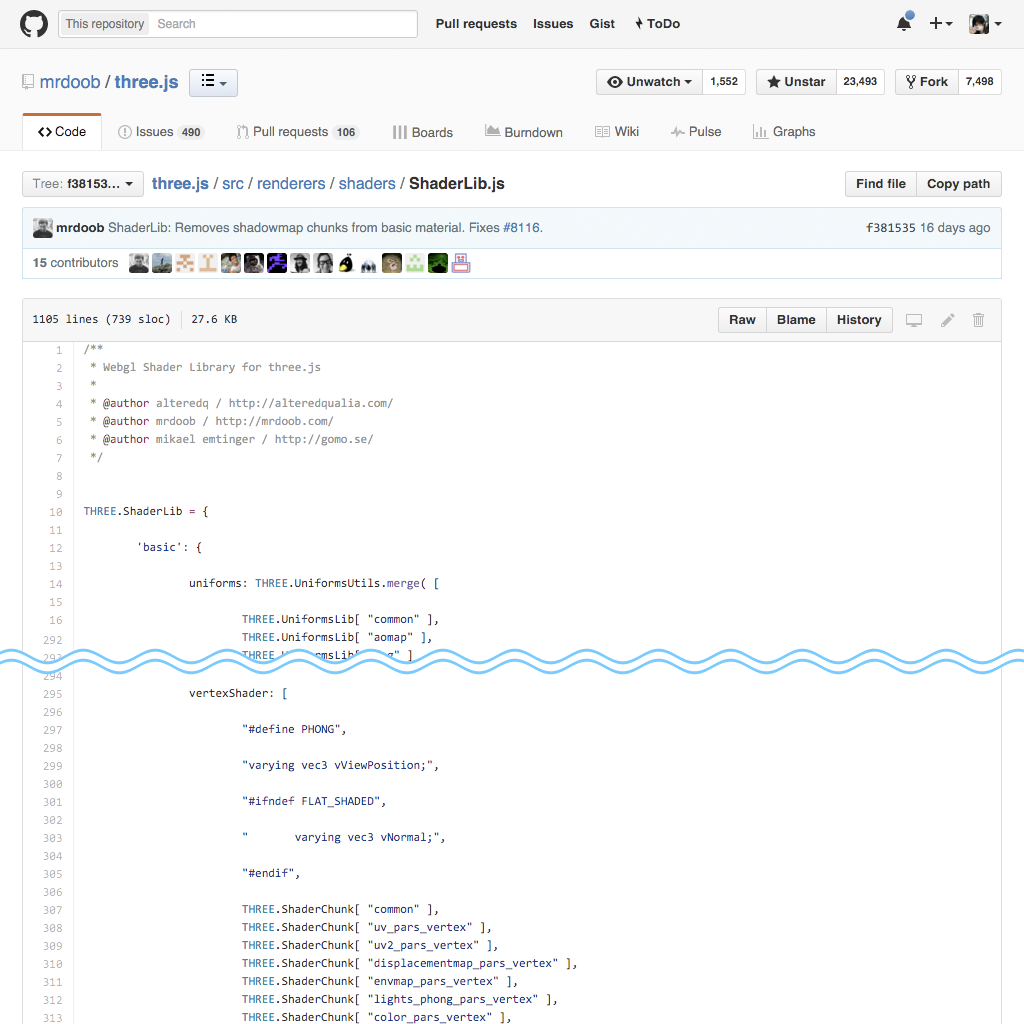 This repository Search Pull requests Issues Gist ToDo
mrdoob / three.js Unwatch 1,552 Unstar 23,493 Fork 7,498
Code Issues 490 Pull requests 106 Boards Burndown Wiki Pulse Graphs
Tree: f38153... three.js / src / renderers / shaders / ShaderLib.js Find file Copy path
mrdoob ShaderLib: Removes shadowmap chunks from basic material. Fixes #8116. f381535 16 days ago
15 contributors
1105 lines (739 sloc) 27.6 KB Raw Blame History
1 /**
2 * Webgl Shader Library for three.js
3 *
4 * @author alteredq / http://alteredqualia.com/
5 * @author mrdoob / http://mrdoob.com/
6 * @author mikael emtinger / http://gomo.se/
7 */
8
9
10 THREE.ShaderLib = {
11
12 'basic': {
13
14 uniforms: THREE.UniformsUtils.merge( [
15
16 THREE.UniformsLib[ "common" ],
292 THREE.UniformsLib[ "aomap" ],
293 THREE ]
294
295 vertexShader: [
296
297 "#define PHONG",
298
299 "varying vec3 vViewPosition;",
300
301 "#ifndef FLAT_SHADED",
302
303 " varying vec3 vNormal;",
304
305 "#endif",
306
307 THREE.ShaderChunk[ "common" ],
308 THREE.ShaderChunk[ "uv_pars_vertex" ],
309 THREE.ShaderChunk[ "uv2_pars_vertex" ],
310 THREE.ShaderChunk[ "displacementmap_pars_vertex" ],
311 THREE.ShaderChunk[ "envmap_pars_vertex" ],
312 THREE.ShaderChunk[ "lights_phong_pars_vertex" ],
313 THREE.ShaderChunk[ "color_pars_vertex" ],